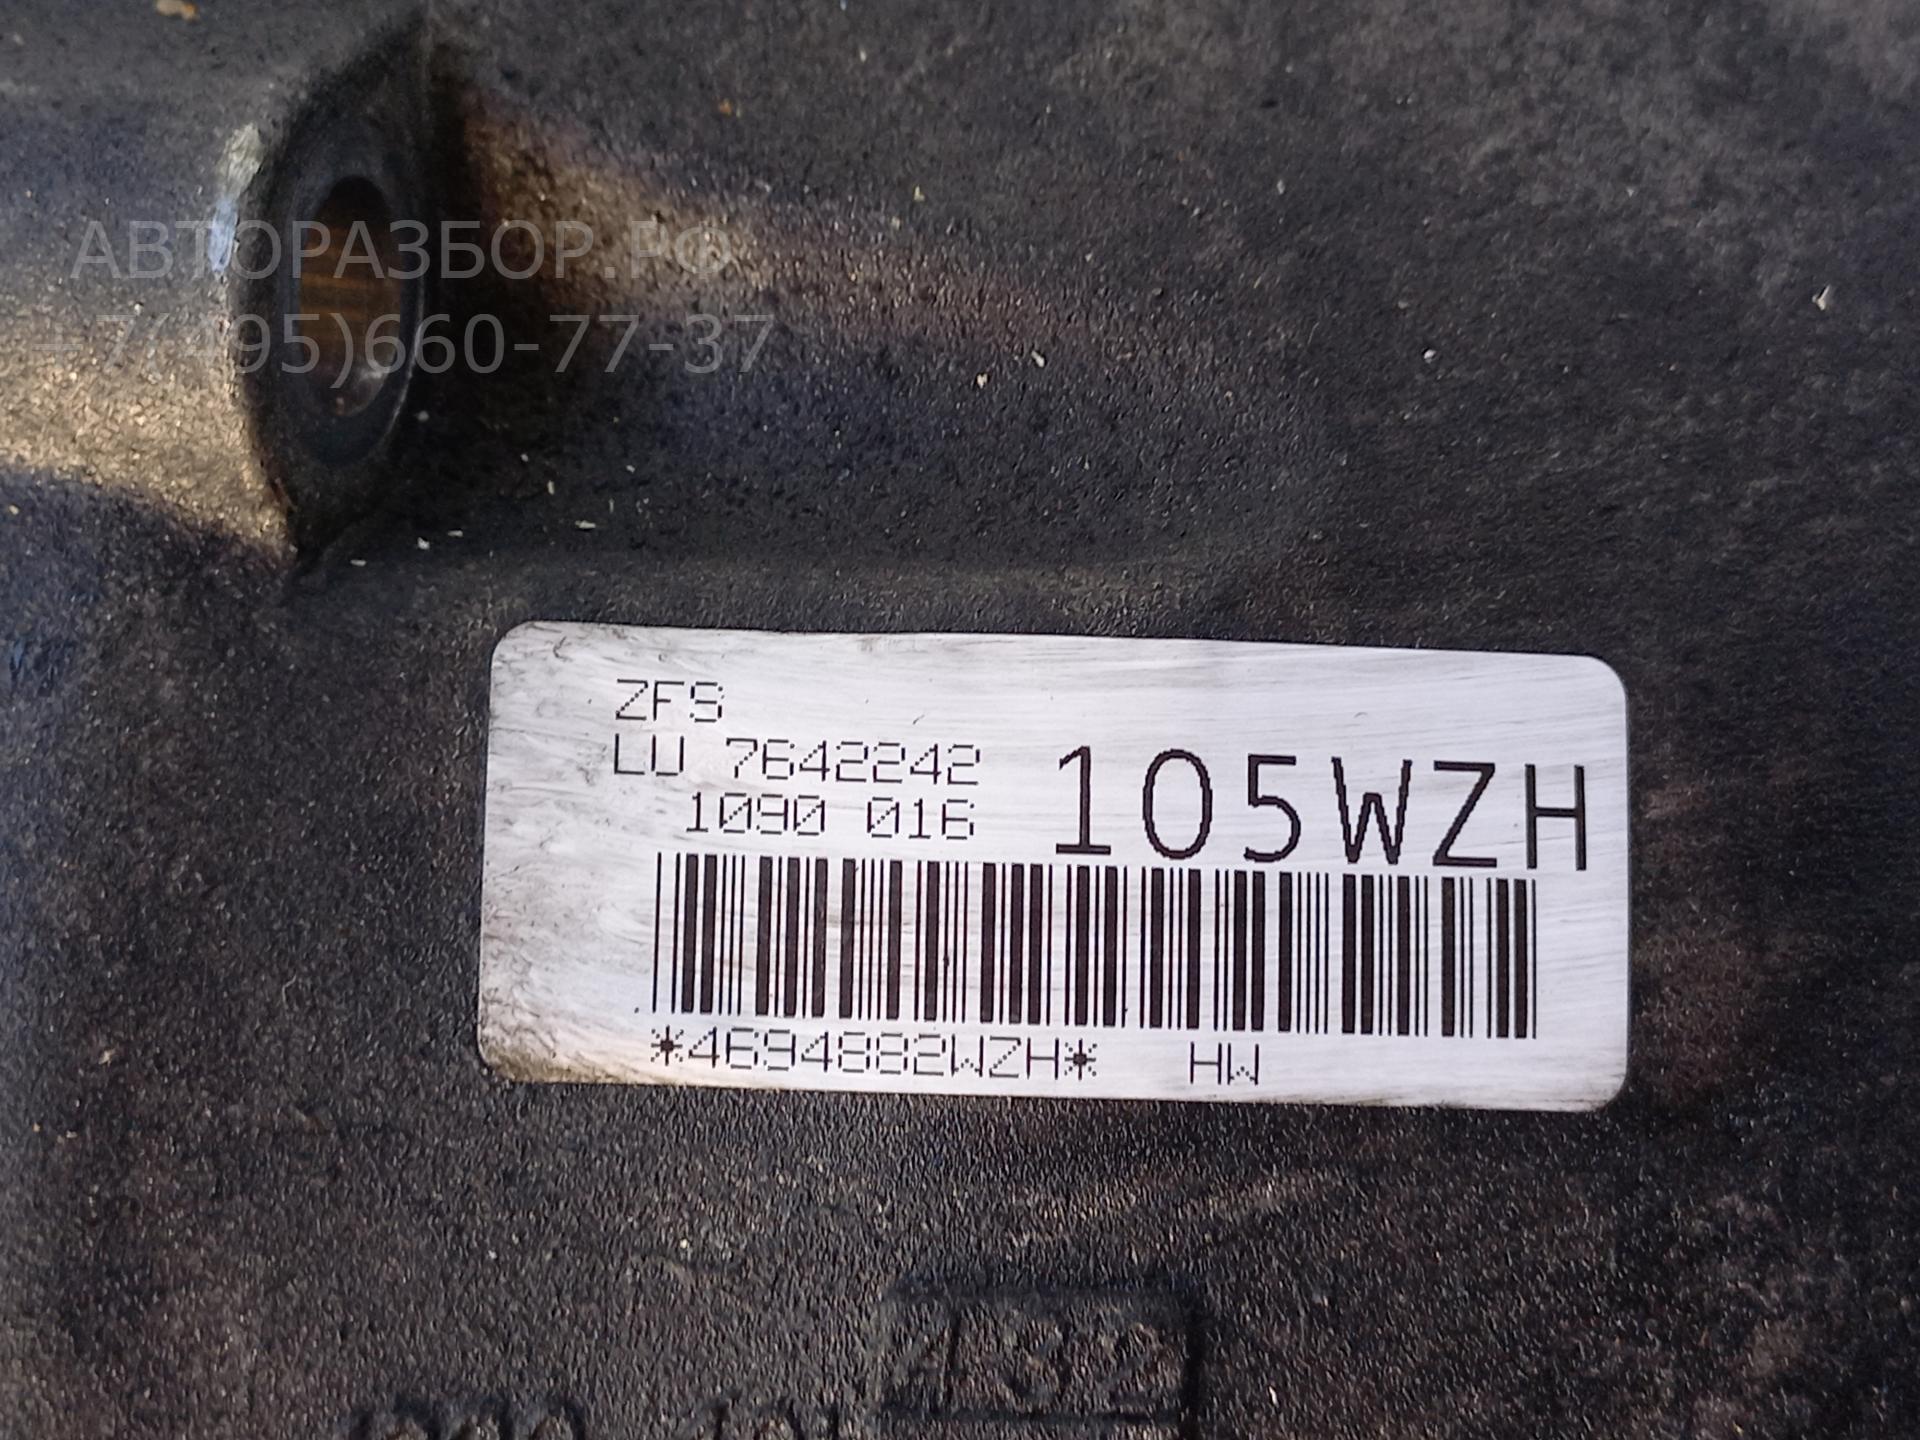 АВТОРАЗБОР.РФ
+7(495)660-77-37
ZFS
LU 7642242
1090 016
105WZH
*4694882WZH* HW